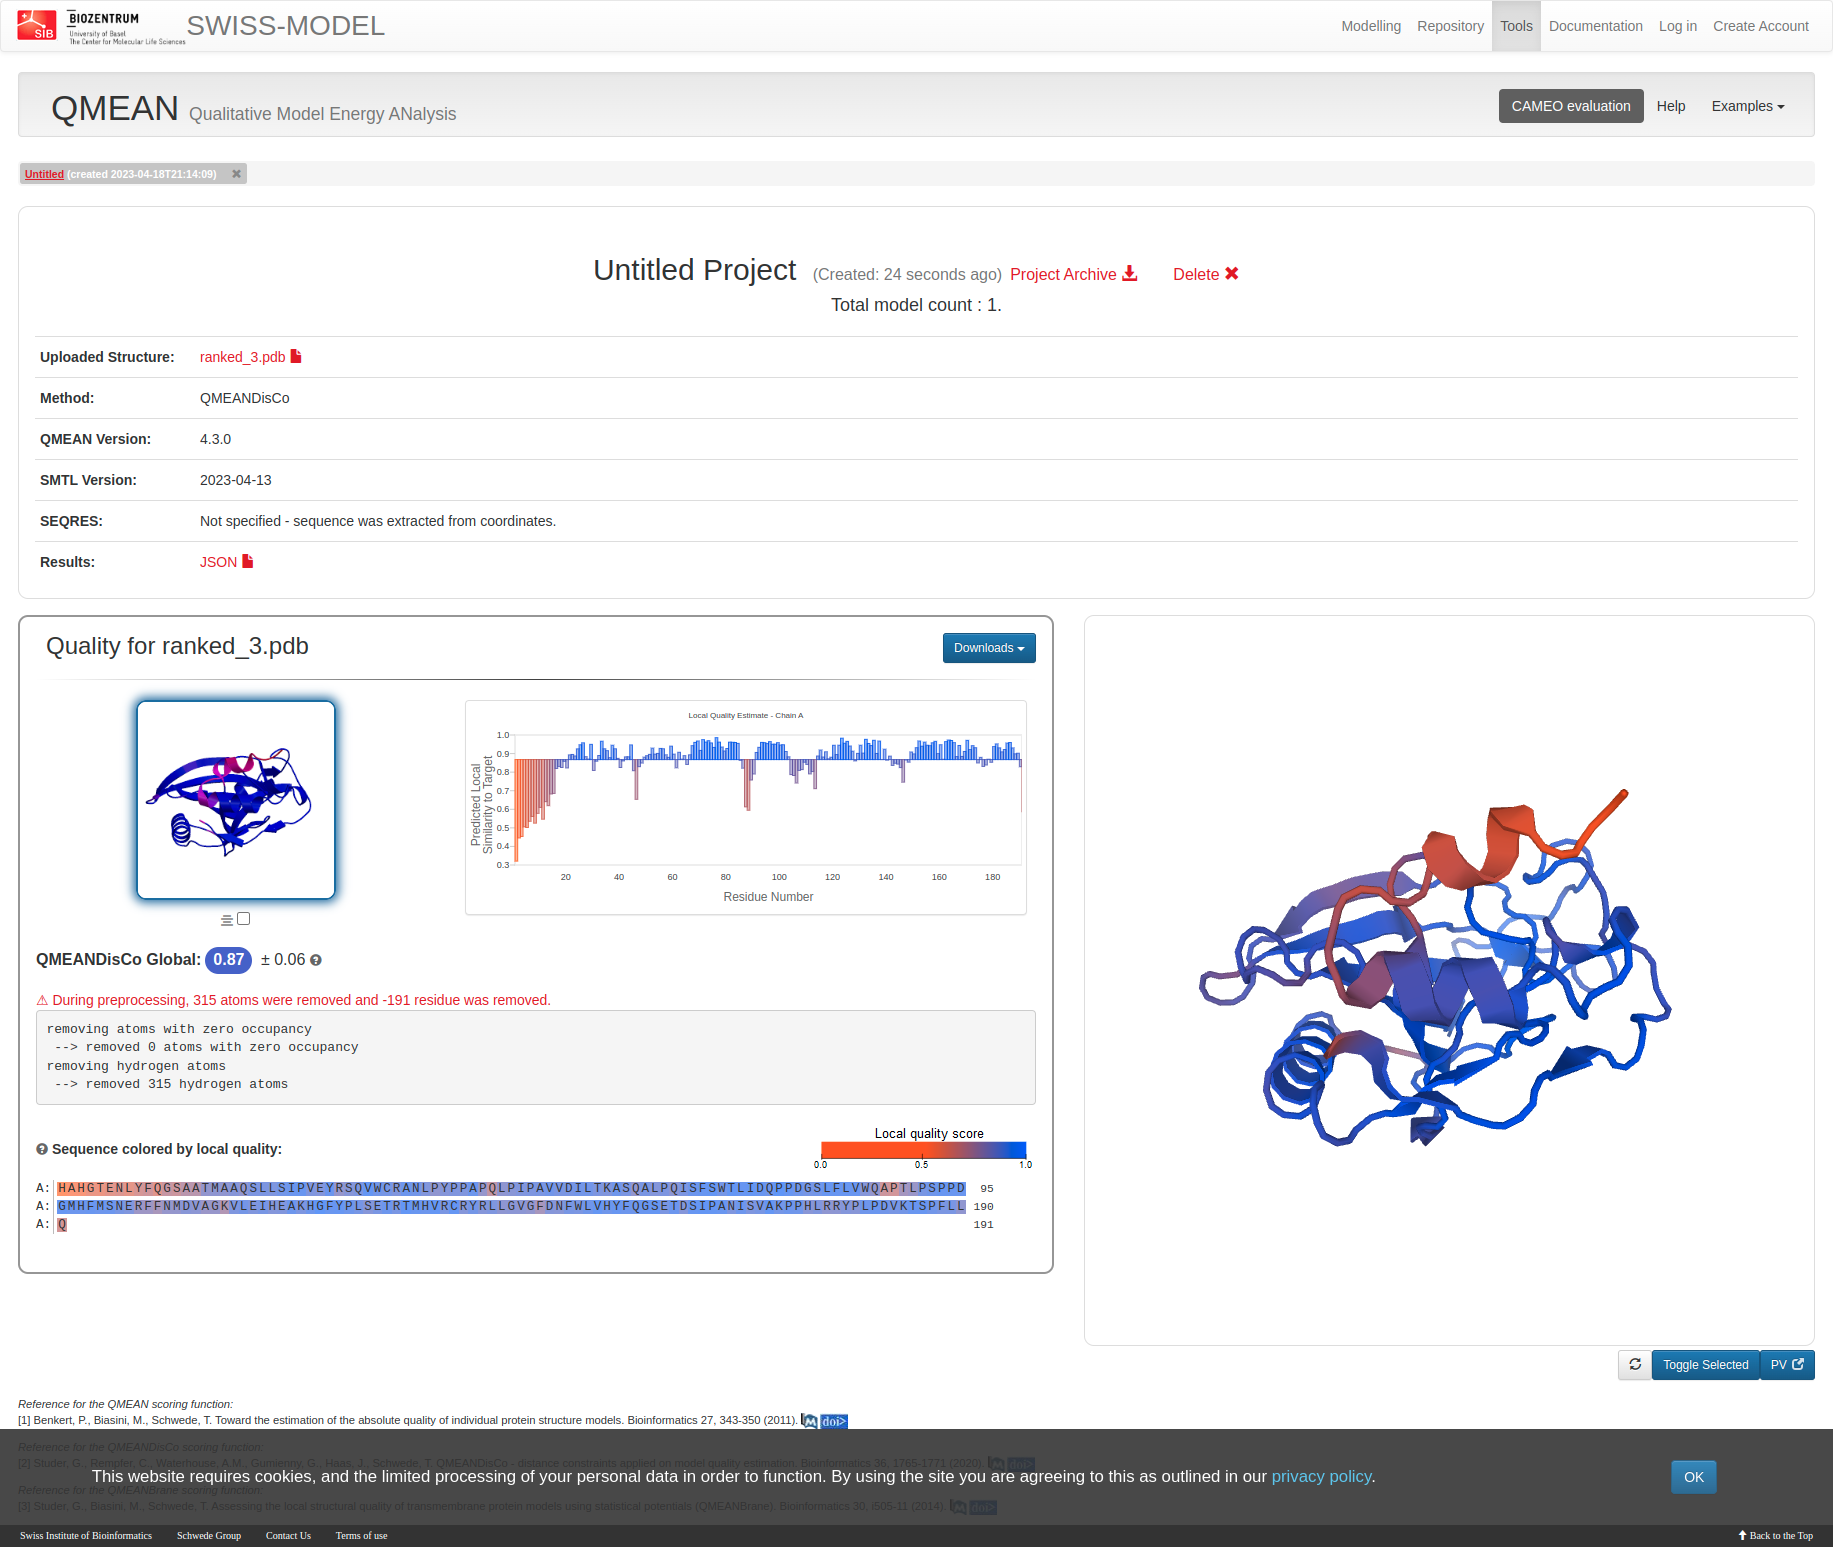 SIB
BIOZENTRUM
University of Basel
The Center for Molecular Life Sciences
SWISS-MODEL
Modelling Repository Tools Documentation Log in Create Account
QMEAN Qualitative Model Energy ANalysis
CAMEO evaluation Help Examples
Untitled (created 2023-04-18T21:14:09)
Untitled Project (Created: 24 seconds ago) Project Archive Delete
Total model count : 1.
Uploaded Structure: ranked_3.pdb
Method: QMEANDisCo
QMEAN Version: 4.3.0
SMTL Version: 2023-04-13
SEQRES: Not specified - sequence was extracted from coordinates.
Results: JSON
Quality for ranked_3.pdb
Downloads
Local Quality Estimate - Chain A
Predicted Local
Similarity to Target
1.0
0.9
0.8
0.7
0.6
0.5
0.4
0.3
20 40 60 80 100 120 140 160 180
Residue Number
QMEANDisCo Global: 0.87 ± 0.06
⚠ During preprocessing, 315 atoms were removed and -191 residue was removed.
removing atoms with zero occupancy
--> removed 0 atoms with zero occupancy
removing hydrogen atoms
--> removed 315 hydrogen atoms
Sequence colored by local quality:
Local quality score
0.0 0.5 1.0
A: HAHGTENLYFQGSAATMAAQSLLSIPVEYRSQVWCRANLPYPPAPQLPIPAVVDILTKASQALPQISFSWTLIDQPPDGSLFLVWQAPTLPSPPD 95
A: GMHFMSNERFFNMDVAGKVLEIHEAKHGFYPLSETRTMHVRCRYRLLGVGFDNFWLVHYFQGSETDSIPANISVAKPPHLRRYPLPDVKTSPFLL 190
A: Q 191
Toggle Selected
PV
Reference for the QMEAN scoring function:
[1] Benkert, P., Biasini, M., Schwede, T. Toward the estimation of the absolute quality of individual protein structure models. Bioinformatics 27, 343-350 (2011). M doi>
Reference for the QMEANDisCo scoring function:
[2] Studer, G., Rempfer, C., Waterhouse, A.M., Gumienny, G., Haas, J., Schwede, T. QMEANDisCo - distance constraints applied on model quality estimation. Bioinformatics 36, 1765-1771 (2020). M doi>
This website requires cookies, and the limited processing of your personal data in order to function. By using the site you are agreeing to this as outlined in our privacy policy.
OK
Reference for the QMEANBrane scoring function:
[3] Studer, G., Biasini, M., Schwede, T. Assessing the local structural quality of transmembrane protein models using statistical potentials (QMEANBrane). Bioinformatics 30, i505-11 (2014). M doi>
Swiss Institute of Bioinformatics Schwede Group Contact Us Terms of use
Back to the Top